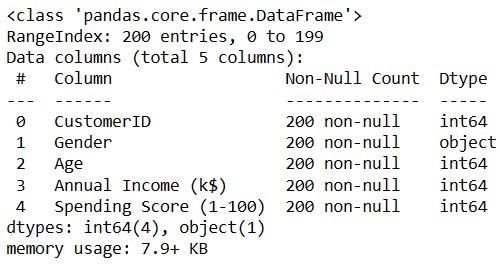 <class 'pandas.core.frame.DataFrame'>
RangeIndex: 200 entries, 0 to 199
Data columns (total 5 columns):
 #   Column                  Non-Null Count  Dtype
---  ------                  --------------  -----
 0   CustomerID              200 non-null    int64
 1   Gender                  200 non-null    object
 2   Age                     200 non-null    int64
 3   Annual Income (k$)      200 non-null    int64
 4   Spending Score (1-100)  200 non-null    int64
dtypes: int64(4), object(1)
memory usage: 7.9+ KB